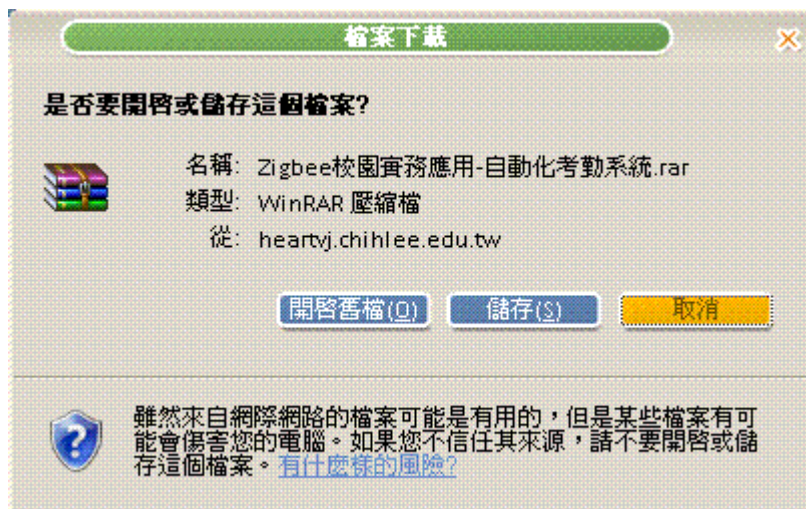 檔案下載
是否要開啓或儲存這個檔案?
名稱: Zigbee校園實務應用-自動化考勤系統.rar
類型: WinRAR 壓縮檔
從: heartvj.chihlee.edu.tw
開啓舊檔(O) 儲存(S) 取消
雖然來自網際網路的檔案可能是有用的，但是某些檔案有可
能會傷害您的電腦。如果您不信任其來源，請不要開啓或儲
存這個檔案。有什麼樣的風險?